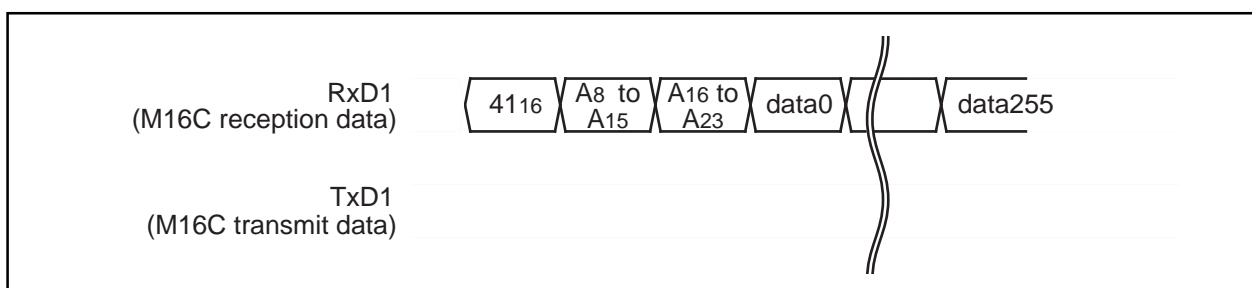 RxD1
(M16C reception data)
4116 A8 to A15 A16 to A23 data0 data255
TxD1
(M16C transmit data)